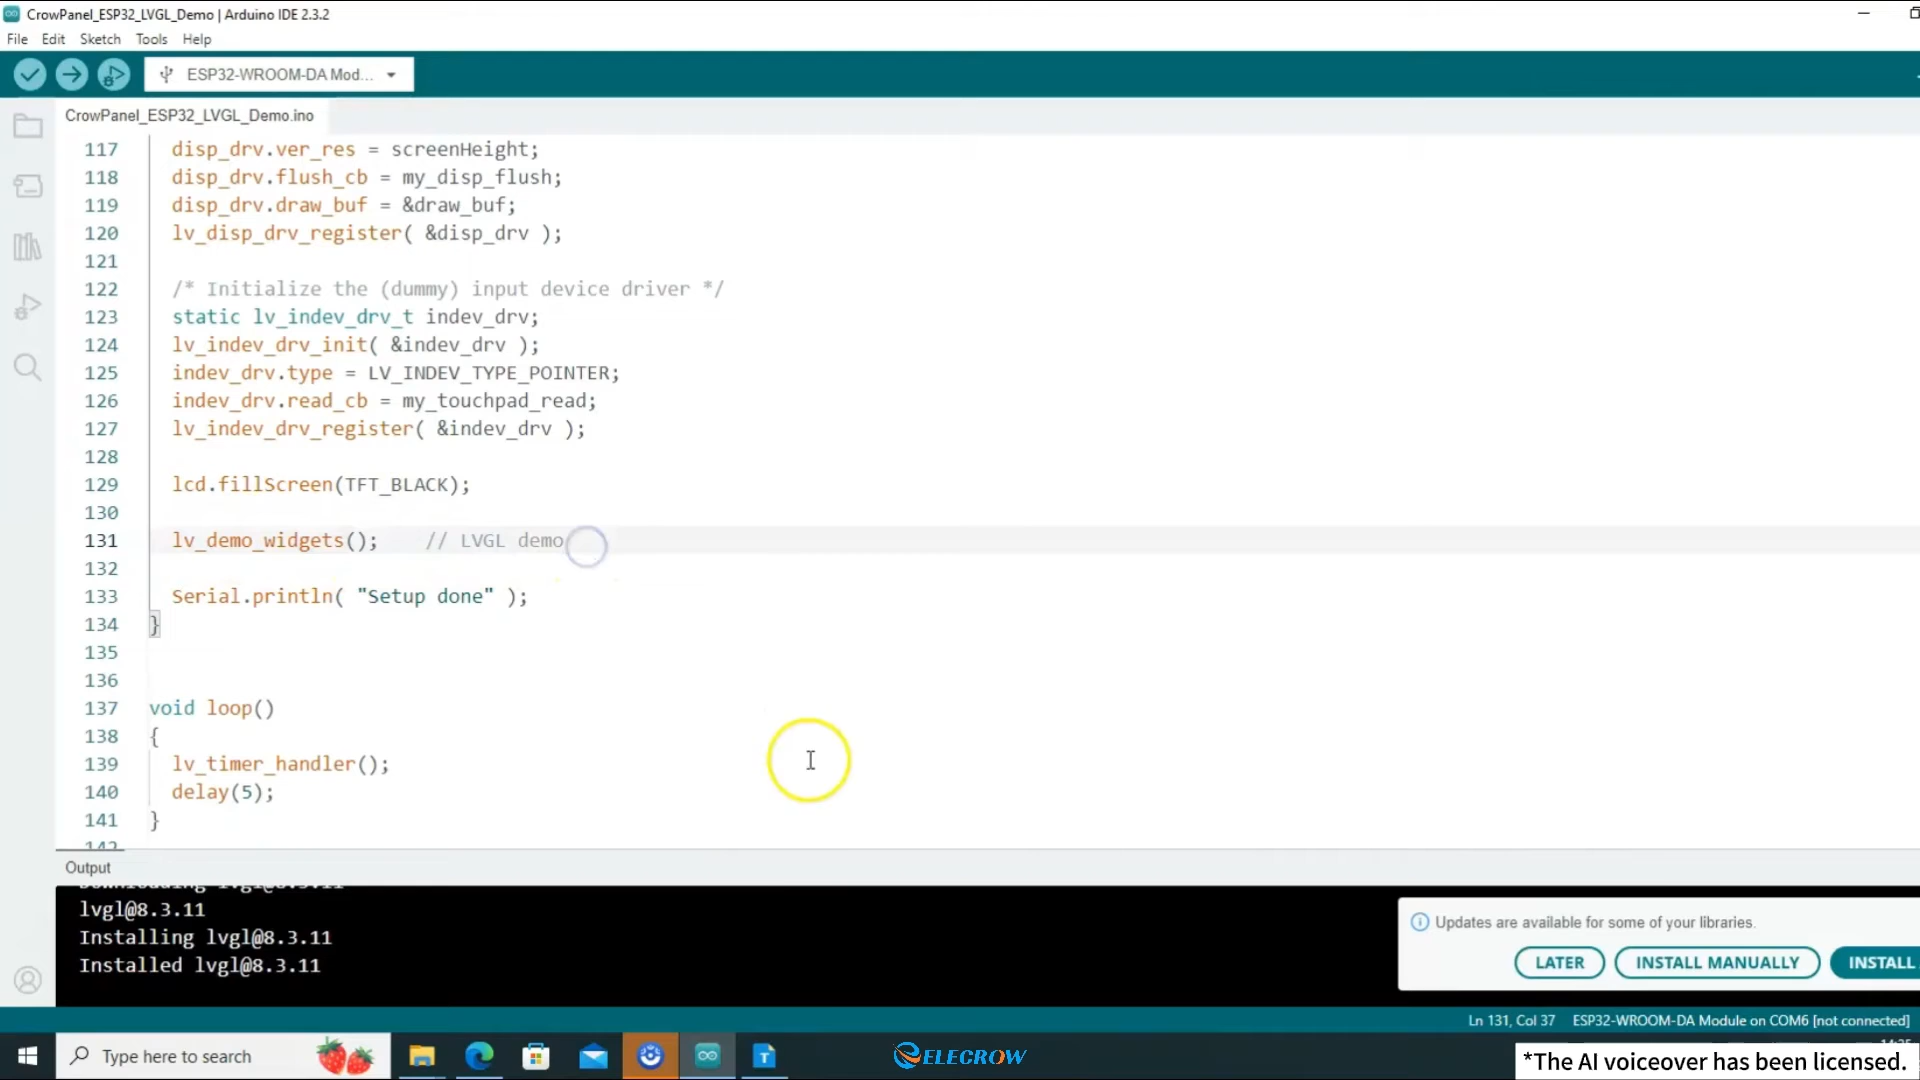 CrowPanel_ESP32_LVGL_Demo | Arduino IDE 2.3.2
File Edit Sketch Tools Help
ESP32-WROOM-DA Mod...
CrowPanel_ESP32_LVGL_Demo.ino
117 disp_drv.ver_res = screenHeight;
118 disp_drv.flush_cb = my_disp_flush;
119 disp_drv.draw_buf = &draw_buf;
120 lv_disp_drv_register( &disp_drv );
121
122 /* Initialize the (dummy) input device driver */
123 static lv_indev_drv_t indev_drv;
124 lv_indev_drv_init( &indev_drv );
125 indev_drv.type = LV_INDEV_TYPE_POINTER;
126 indev_drv.read_cb = my_touchpad_read;
127 lv_indev_drv_register( &indev_drv );
128
129 lcd.fillScreen(TFT_BLACK);
130
131 lv_demo_widgets(); // LVGL demo
132
133 Serial.println( "Setup done" );
134 }
135
136
137 void loop()
138 {
139 lv_timer_handler();
140 delay(5);
141 }
142
Output
Downloading lvgl@8.3.11
lvgl@8.3.11
Installing lvgl@8.3.11
Installed lvgl@8.3.11
Updates are available for some of your libraries.
LATER INSTALL MANUALLY INSTALL
Ln 131, Col 37 ESP32-WROOM-DA Module on COM6 [not connected]
Type here to search
ELECROW
*The AI voiceover has been licensed.